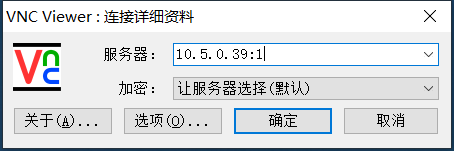 VNC Viewer : 连接详细资料
VNC
服务器： 10.5.0.39:1
加密： 让服务器选择(默认)
关于(A)... 选项(O)... 确定 取消